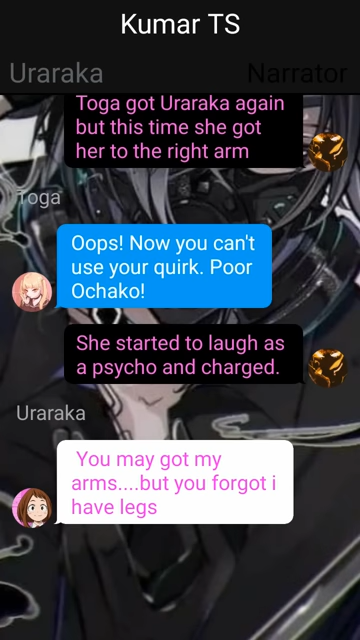 Kumar TS
Uraraka
Narrator
Toga got Uraraka again
but this time she got
her to the right arm
Toga
Oops! Now you can't
use your quirk. Poor
Ochako!
She started to laugh as
a psycho and charged.
Uraraka
You may got my
arms....but you forgot i
have legs